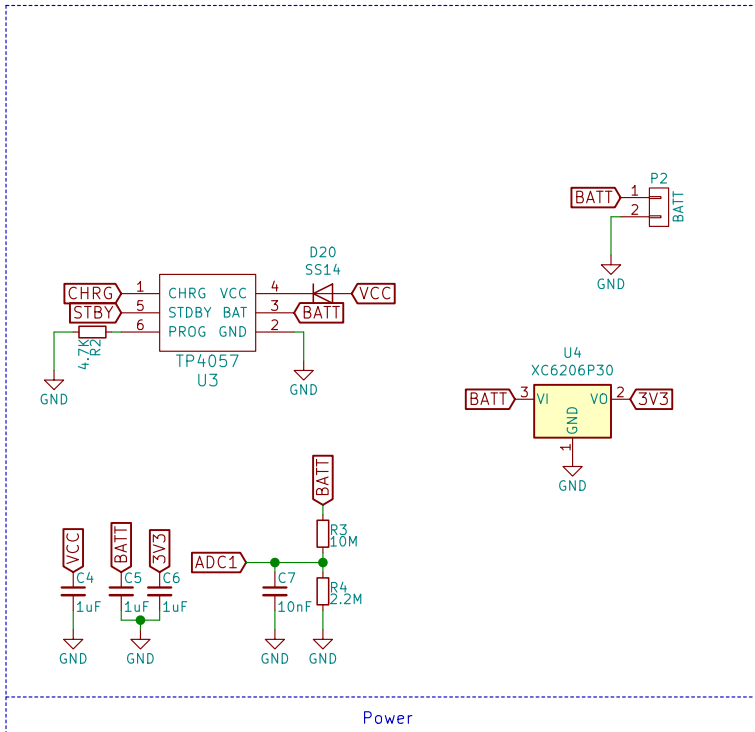 P2
BATT
1
2
BATT
GND
D20
SS14
CHRG
1
CHRG
VCC
4
VCC
STBY
5
STDBY
BAT
3
BATT
6
PROG
GND
2
4.7K
R2
TP4057
U3
GND
GND
U4
XC6206P30
BATT
3
VI
VO
2
3V3
GND
1
GND
BATT
R3
10M
VCC
BATT
3V3
ADC1
C4
1uF
C5
1uF
C6
1uF
C7
10nF
R4
2.2M
GND
GND
GND
GND
Power